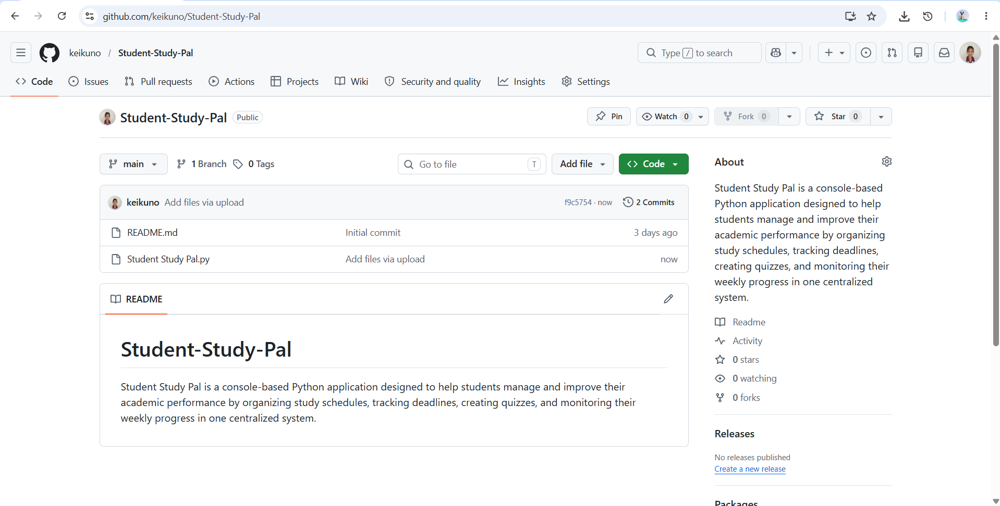 github.com/keikuno/Student-Study-Pal
keikuno / Student-Study-Pal
Type / to search
Code Issues Pull requests Actions Projects Wiki Security and quality Insights Settings
Student-Study-Pal Public
Pin Watch 0 Fork 0 Star 0
main 1 Branch 0 Tags
Go to file T Add file Code
keikuno Add files via upload f9c5754 · now 2 Commits
README.md Initial commit 3 days ago
Student Study Pal.py Add files via upload now
README
Student-Study-Pal
Student Study Pal is a console-based Python application designed to help students manage and improve their
academic performance by organizing study schedules, tracking deadlines, creating quizzes, and monitoring their
weekly progress in one centralized system.
About
Student Study Pal is a console-based
Python application designed to help
students manage and improve their
academic performance by organizing
study schedules, tracking deadlines,
creating quizzes, and monitoring their
weekly progress in one centralized
system.
Readme
Activity
0 stars
0 watching
0 forks
Releases
No releases published
Create a new release
Packages